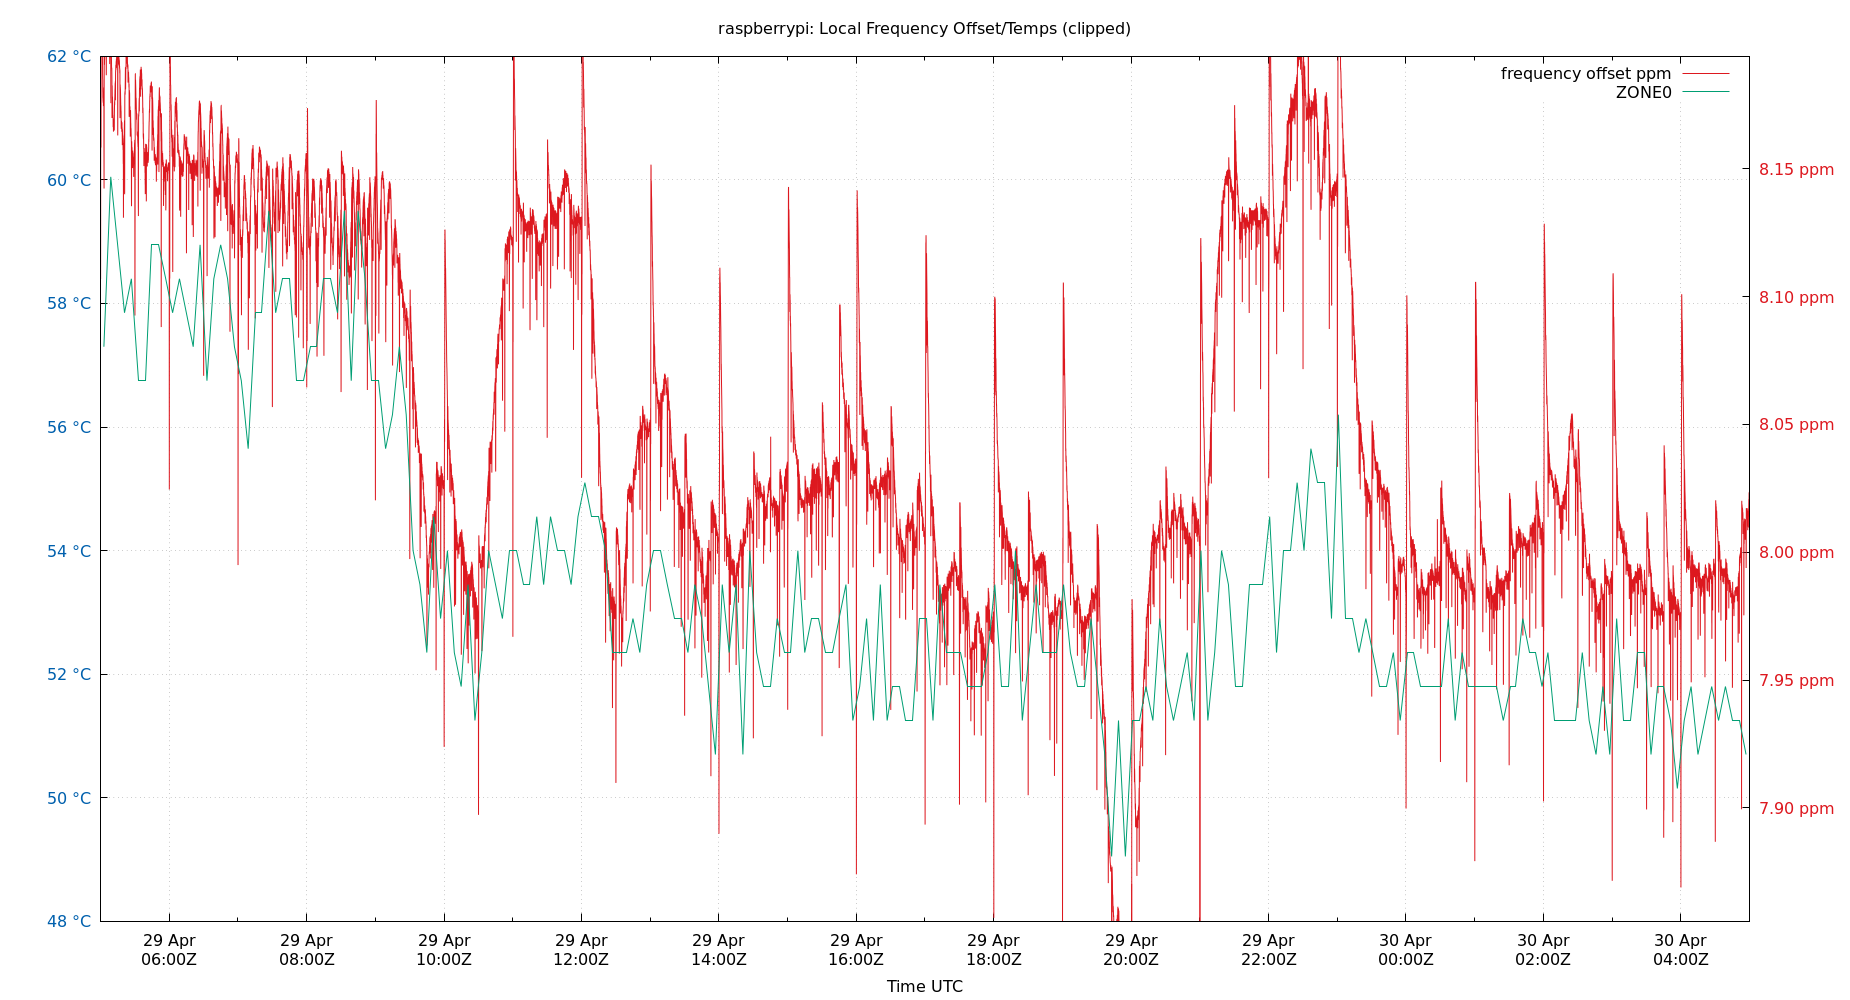 raspberrypi: Local Frequency Offset/Temps (clipped)
62 °C
60 °C
58 °C
56 °C
54 °C
52 °C
50 °C
48 °C
frequency offset ppm
ZONE0
8.15 ppm
8.10 ppm
8.05 ppm
8.00 ppm
7.95 ppm
7.90 ppm
29 Apr 29 Apr 29 Apr 29 Apr 29 Apr 29 Apr 29 Apr 29 Apr 29 Apr 30 Apr 30 Apr 30 Apr
06:00Z 08:00Z 10:00Z 12:00Z 14:00Z 16:00Z 18:00Z 20:00Z 22:00Z 00:00Z 02:00Z 04:00Z
Time UTC